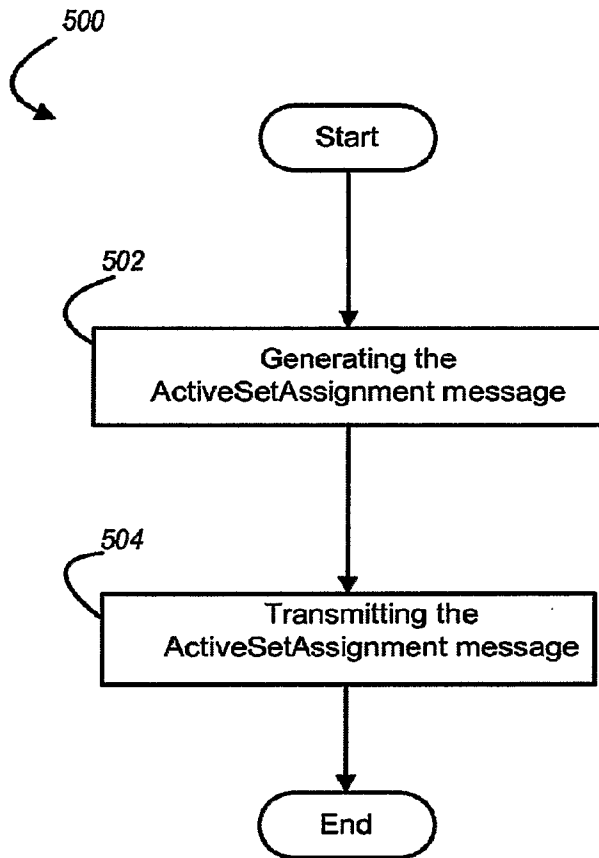 500
Start
502
Generating the
ActiveSetAssignment message
504
Transmitting the
ActiveSetAssignment message
End